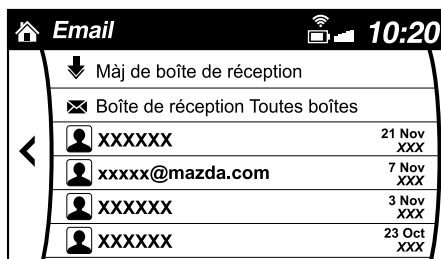 Email 10:20
Màj de boîte de réception
Boîte de réception Toutes boîtes
XXXXXX 21 Nov
XXX
xxxxx@mazda.com 7 Nov
XXX
XXXXXX 3 Nov
XXX
XXXXXX 23 Oct
XXX